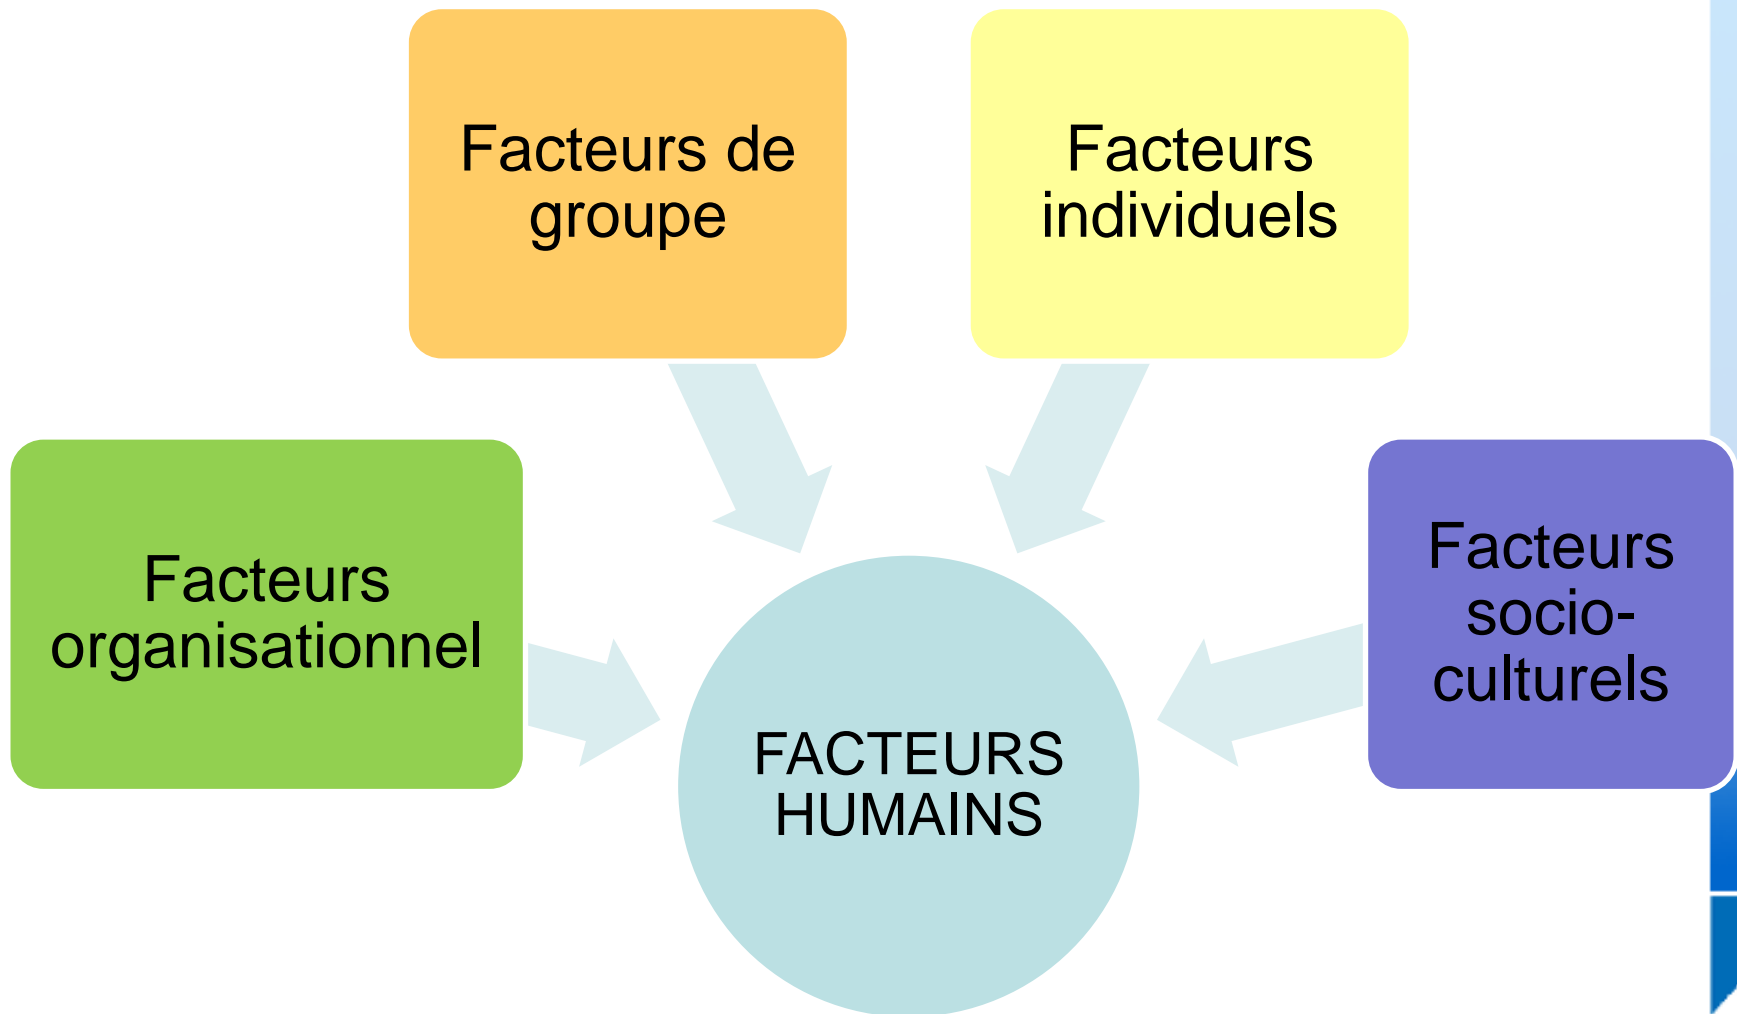 Facteurs de
groupe
Facteurs
individuels
Facteurs
organisationnel
Facteurs
socio-
culturels
FACTEURS
HUMAINS